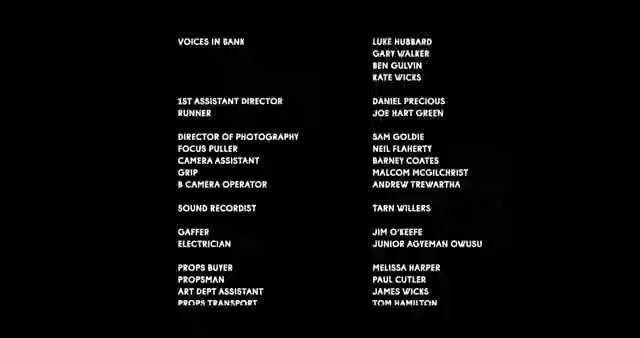 VOICES IN BANK LUKE HUBBARD
GARY WALKER
BEN GULVIN
KATE WICKS
1ST ASSISTANT DIRECTOR DANIEL PRECIOUS
RUNNER JOE HART GREEN
DIRECTOR OF PHOTOGRAPHY SAM GOLDIE
FOCUS PULLER NEIL FLAHERTY
CAMERA ASSISTANT BARNEY COATES
GRIP MALCOM MCGILCHRIST
B CAMERA OPERATOR ANDREW TREWARTHA
SOUND RECORDIST TARN WILLERS
GAFFER JIM O'KEEFE
ELECTRICIAN JUNIOR AGYEMAN OWUSU
PROPS BUYER MELISSA HARPER
PROPSMAN PAUL CUTLER
ART DEPT ASSISTANT JAMES WICKS
PROPS TRANSPORT TOM HAMILTON